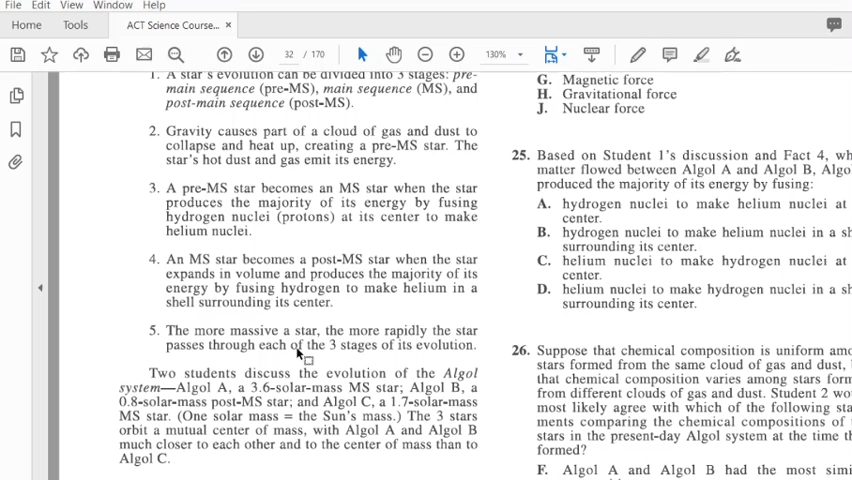 File Edit View Window Help
Home Tools ACT Science Course... ×
32 / 170 130%
1. A star's evolution can be divided into 3 stages: pre-
main sequence (pre-MS), main sequence (MS), and
post-main sequence (post-MS).
2. Gravity causes part of a cloud of gas and dust to
collapse and heat up, creating a pre-MS star. The
star's hot dust and gas emit its energy.
3. A pre-MS star becomes an MS star when the star
produces the majority of its energy by fusing
hydrogen nuclei (protons) at its center to make
helium nuclei.
4. An MS star becomes a post-MS star when the star
expands in volume and produces the majority of its
energy by fusing hydrogen to make helium in a
shell surrounding its center.
5. The more massive a star, the more rapidly the star
passes through each of the 3 stages of its evolution.
Two students discuss the evolution of the Algol
system—Algol A, a 3.6-solar-mass MS star; Algol B, a
0.8-solar-mass post-MS star; and Algol C, a 1.7-solar-mass
MS star. (One solar mass = the Sun's mass.) The 3 stars
orbit a mutual center of mass, with Algol A and Algol B
much closer to each other and to the center of mass than to
Algol C.
G. Magnetic force
H. Gravitational force
J. Nuclear force
25. Based on Student 1's discussion and Fact 4, wh
matter flowed between Algol A and Algol B, Algo
produced the majority of its energy by fusing:
A. hydrogen nuclei to make helium nuclei at
center.
B. hydrogen nuclei to make helium nuclei in a sh
surrounding its center.
C. helium nuclei to make hydrogen nuclei at
center.
D. helium nuclei to make hydrogen nuclei in a she
surrounding its center.
26. Suppose that chemical composition is uniform amo
stars formed from the same cloud of gas and dust, b
that chemical composition varies among stars form
from different clouds of gas and dust. Student 2 wou
most likely agree with which of the following sta
ments comparing the chemical compositions of
stars in the present-day Algol system at the time th
formed?
F. Algol A and Algol B had the most simi